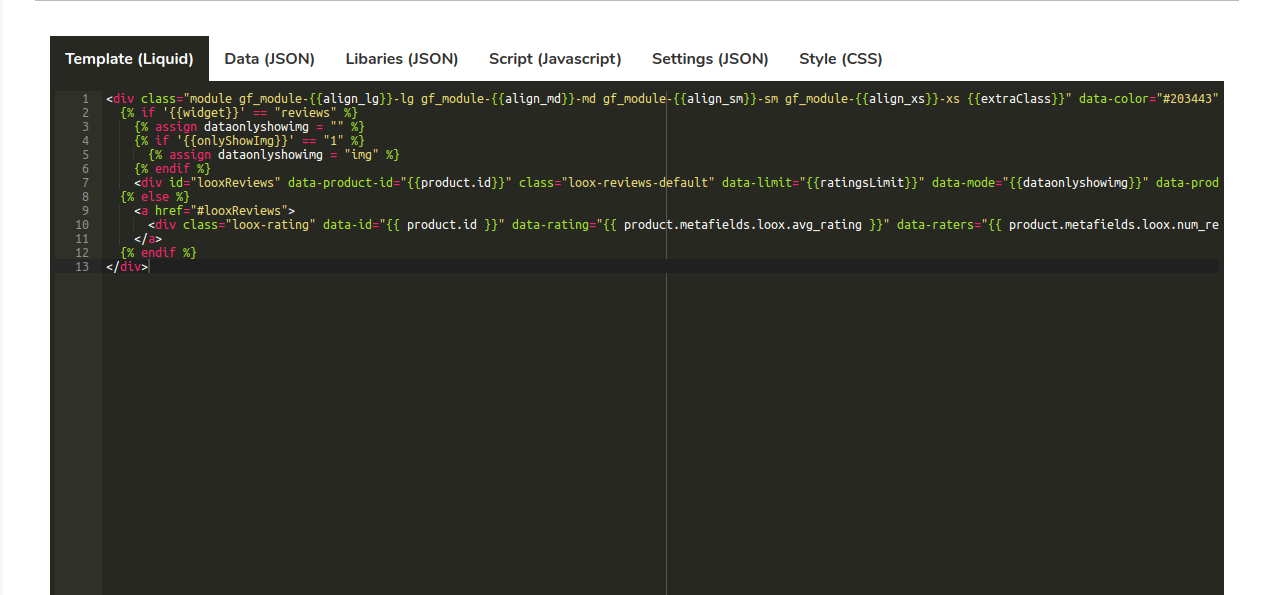 Template (Liquid) Data (JSON) Libaries (JSON) Script (Javascript) Settings (JSON) Style (CSS)
1 <div class="module gf_module-{{align_lg}}-lg gf_module-{{align_md}}-md gf_module-{{align_sm}}-sm gf_module-{{align_xs}}-xs {{extraClass}}" data-color="#203443"
2 {% if '{{widget}}' == "reviews" %}
3 {% assign dataonlyshowimg = "" %}
4 {% if '{{onlyShowImg}}' == "1" %}
5 {% assign dataonlyshowimg = "img" %}
6 {% endif %}
7 <div id="looxReviews" data-product-id="{{product.id}}" class="loox-reviews-default" data-limit="{{ratingsLimit}}" data-mode="{{dataonlyshowimg}}" data-prod
8 {% else %}
9 <a href="#looxReviews">
10 <div class="loox-rating" data-id="{{ product.id }}" data-rating="{{ product.metafields.loox.avg_rating }}" data-raters="{{ product.metafields.loox.num_re
11 </a>
12 {% endif %}
13 </div>